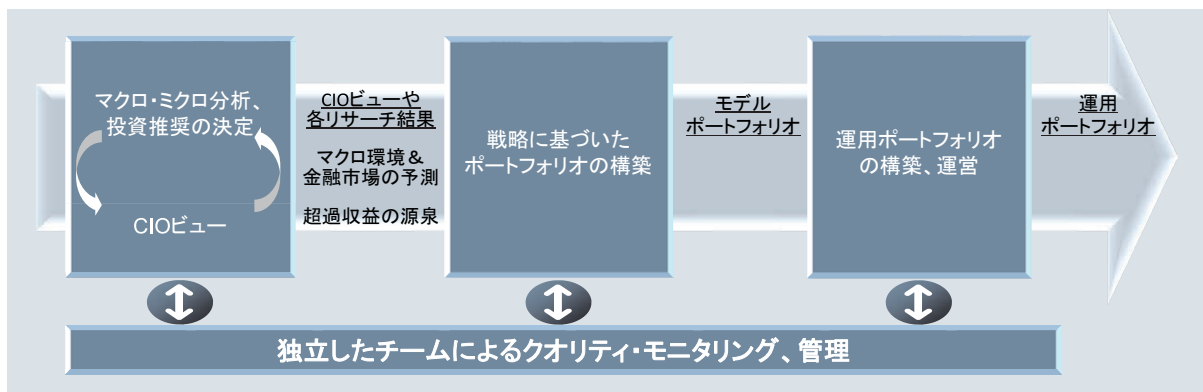 マクロ・ミクロ分析、
投資推奨の決定
CIOビュー
CIOビューや
各リサーチ結果
マクロ環境＆
金融市場の予測
超過収益の源泉
戦略に基づいた
ポートフォリオの構築
モデル
ポートフォリオ
運用ポートフォリオ
の構築、運営
運用
ポートフォリオ
独立したチームによるクオリティ・モニタリング、管理